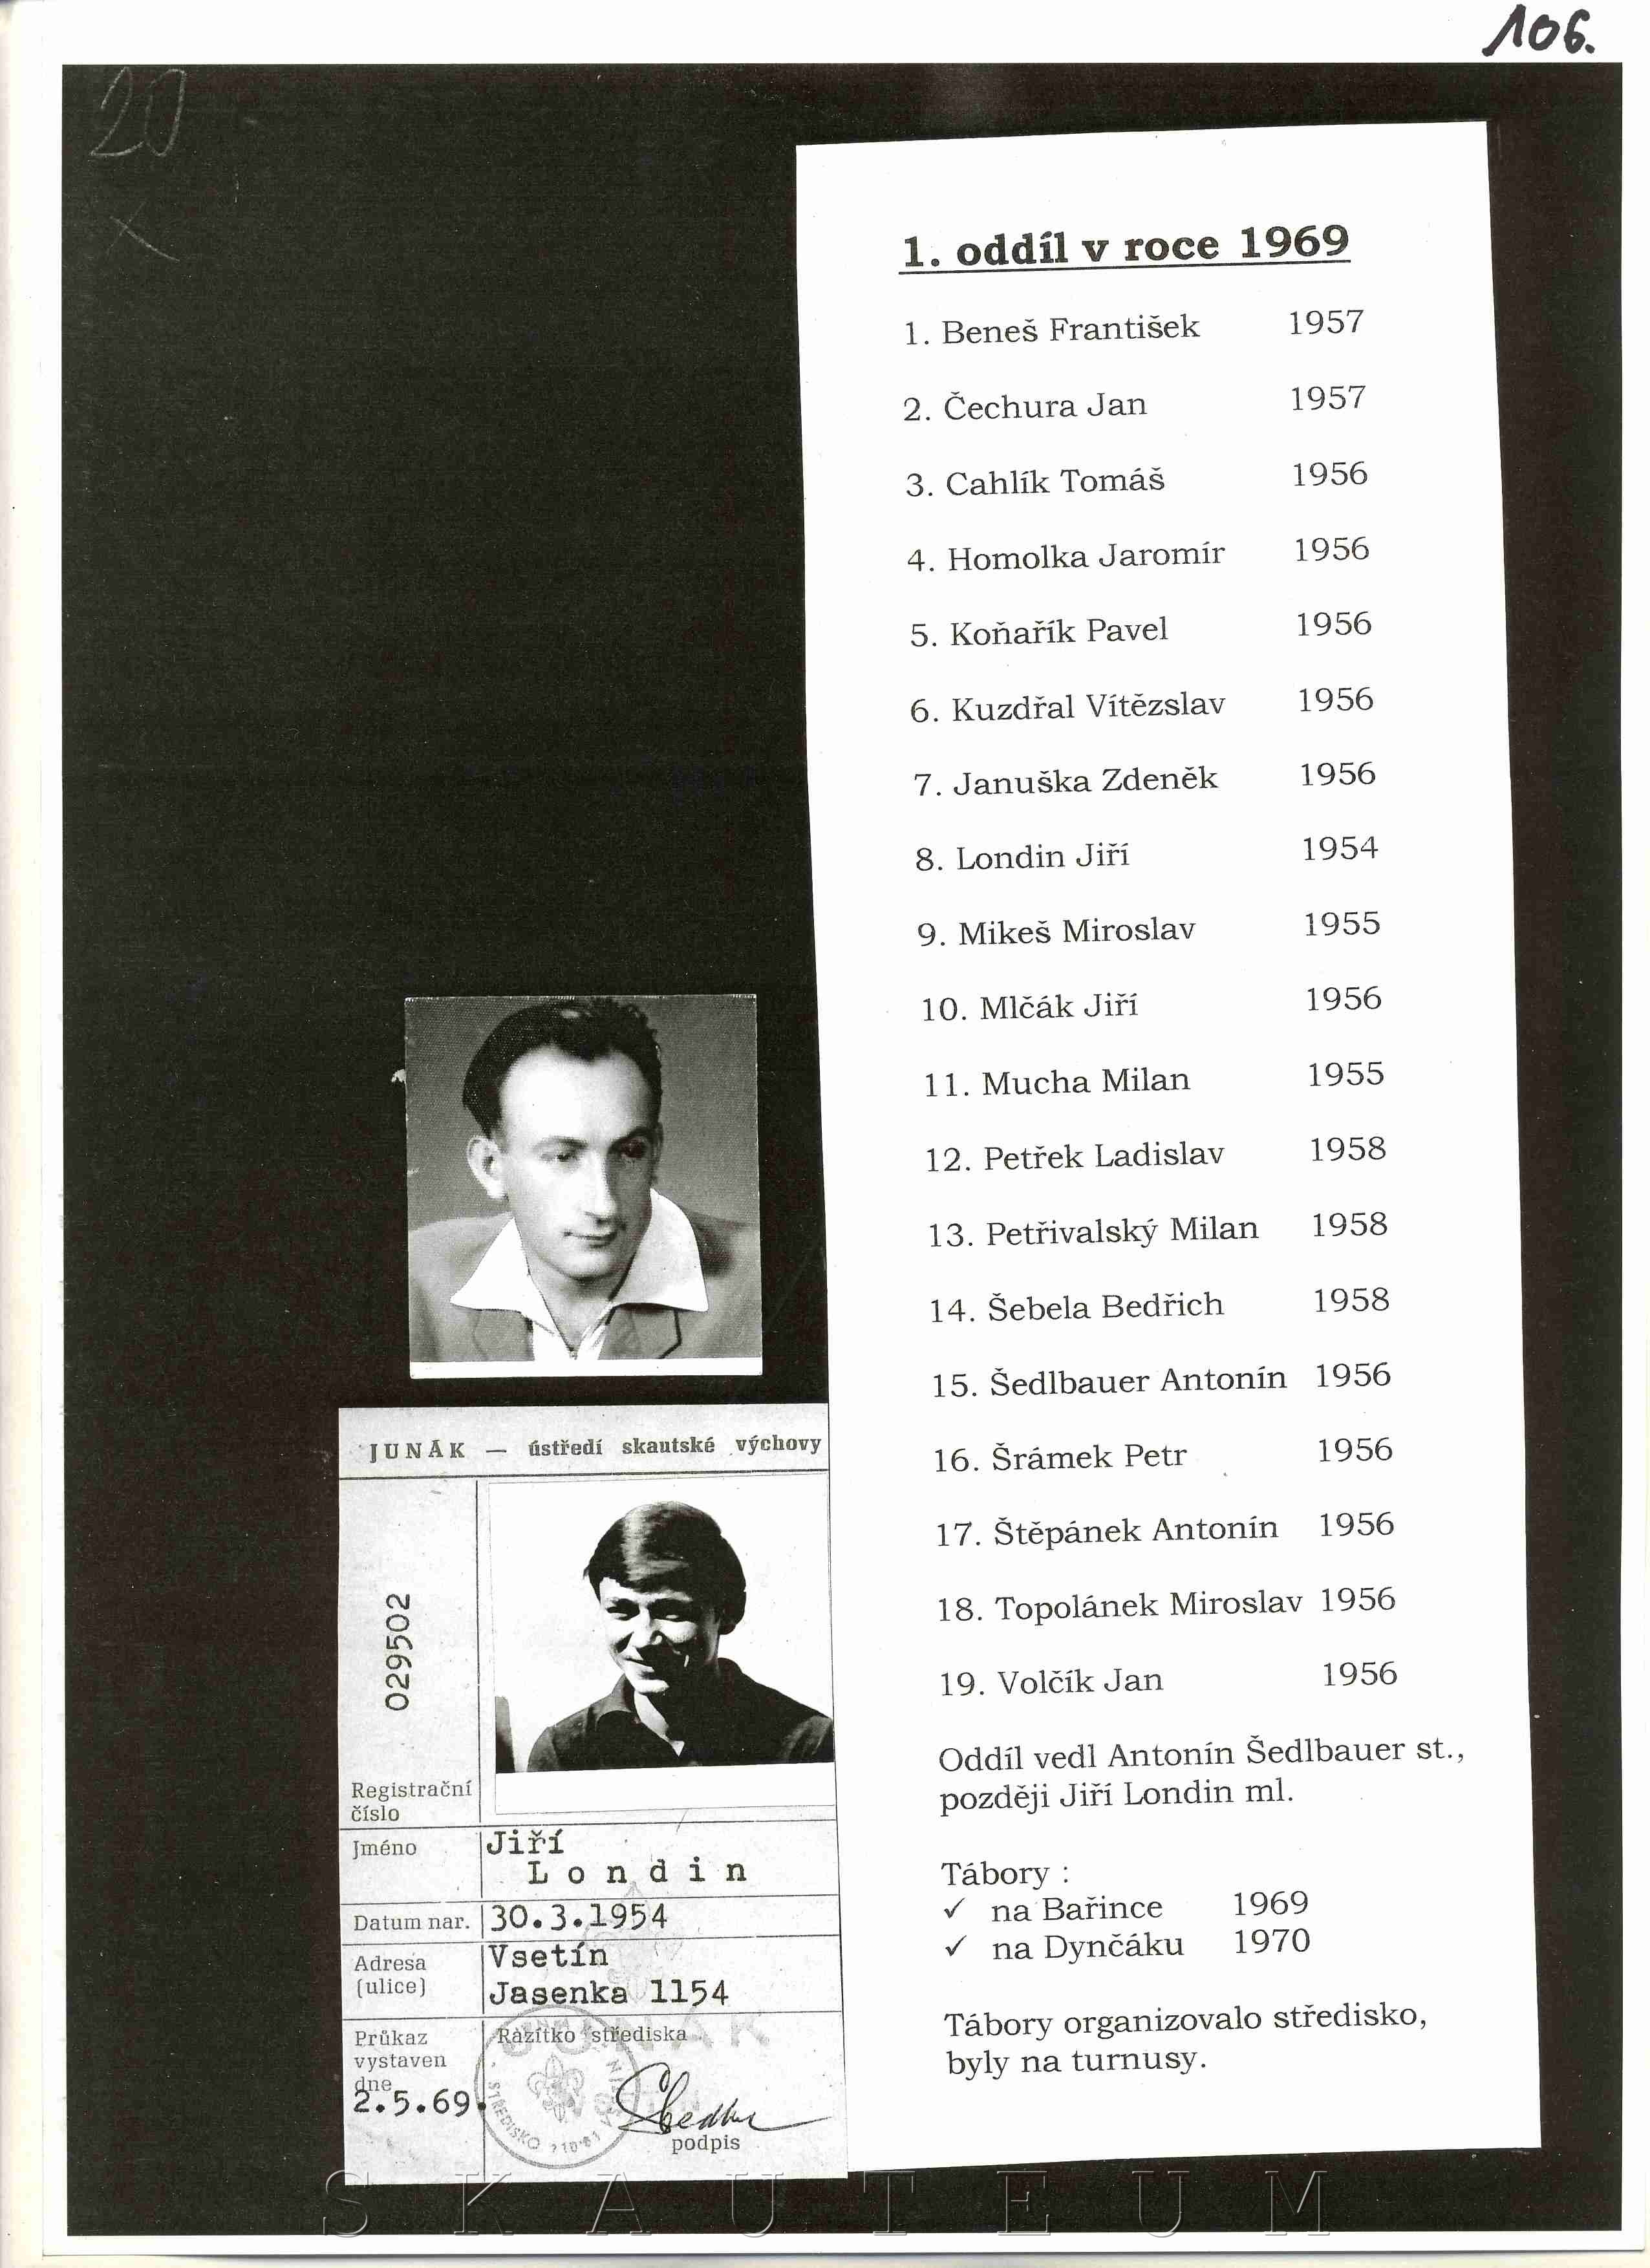 106.
20
1. oddíl v roce 1969
1. Beneš František 1957
2. Čechura Jan 1957
3. Cahlík Tomáš 1956
4. Homolka Jaromír 1956
5. Koňařík Pavel 1956
6. Kuzdřal Vítězslav 1956
7. Januška Zdeněk 1956
8. Londin Jiří 1954
9. Mikeš Miroslav 1955
10. Mlčák Jiří 1956
11. Mucha Milan 1955
12. Petřek Ladislav 1958
13. Petřivalský Milan 1958
14. Šebela Bedřich 1958
15. Šedlbauer Antonín 1956
16. Šrámek Petr 1956
17. Štěpánek Antonín 1956
18. Topolánek Miroslav 1956
19. Volčík Jan 1956
Oddíl vedl Antonín Šedlbauer st.,
později Jiří Londin ml.
Tábory :
✓ na Bařince 1969
✓ na Dynčáku 1970
Tábory organizovalo středisko,
byly na turnusy.
JUNÁK — ústředí skautské výchovy
029502
Registrační
číslo
Jméno Jiří
Londin
Datum nar. 30.3.1954
Adresa Vsetín
(ulice) Jasenka 1154
Průkaz Razítko střediska
vystaven
dne
2.5.69.
STŘEDISKO
podpis
SKAUTEUM